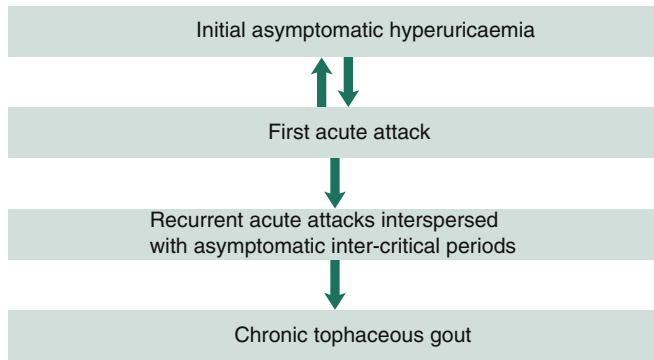 Initial asymptomatic hyperuricaemia
First acute attack
Recurrent acute attacks interspersed
with asymptomatic inter-critical periods
Chronic tophaceous gout